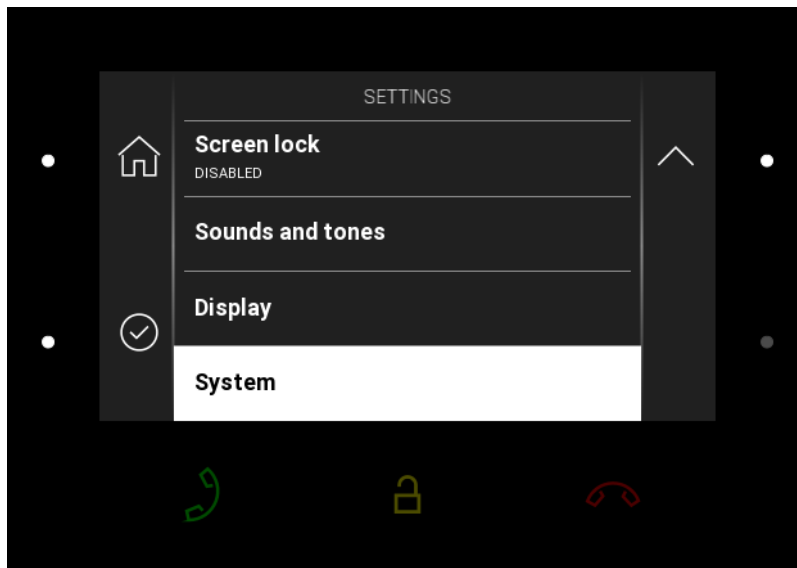 SETTINGS
Screen lock
DISABLED
Sounds and tones
Display
System